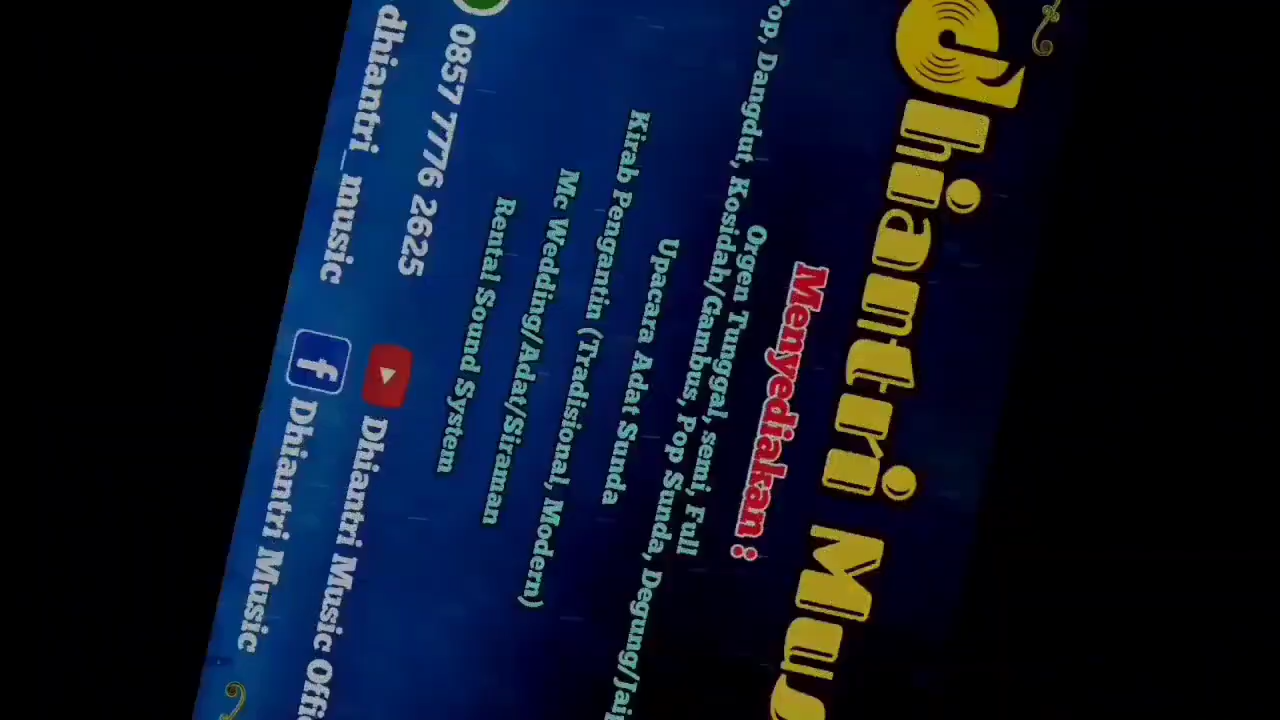 Dhiantri Mus
Menyediakan :
Orgen Tunggal, semi, Full
Pop, Dangdut, Kosidah/Gambus, Pop Sunda, Degung/Jaip
Upacara Adat Sunda
Kirab Pengantin (Tradisional, Modern)
Mc Wedding/Adat/Siraman
Rental Sound System
0857 7776 2625
Dhiantri Music Offi
dhiantri_music
Dhiantri Music